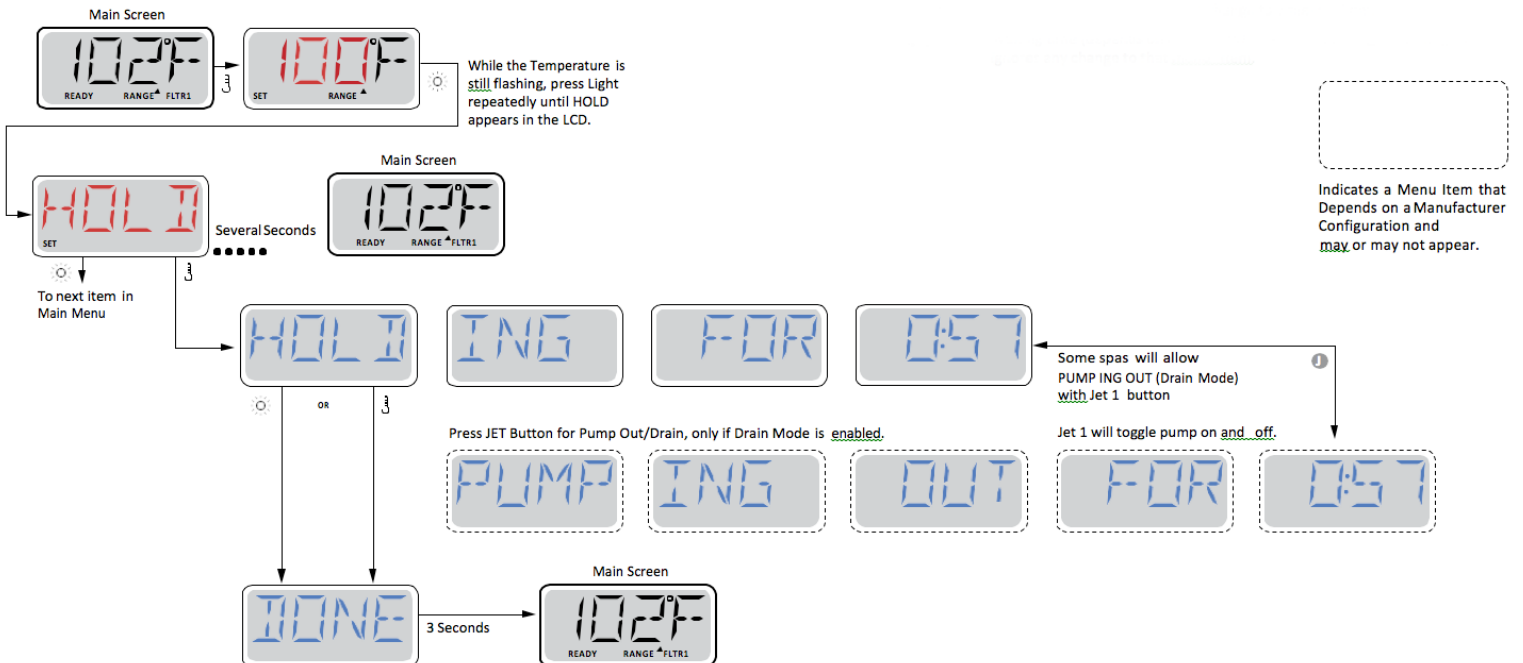 Main Screen
102°F
READY RANGE FLTR1
100°F
SET RANGE
While the Temperature is
still flashing, press Light
repeatedly until HOLD
appears in the LCD.
Indicates a Menu Item that
Depends on a Manufacturer
Configuration and
may or may not appear.
HOLD
SET
Several Seconds
Main Screen
102°F
READY RANGE FLTR1
To next item in
Main Menu
HOLD ING FOR 0:57
OR
Some spas will allow
PUMP ING OUT (Drain Mode)
with Jet 1 button
J
Press JET Button for Pump Out/Drain, only if Drain Mode is enabled.
Jet 1 will toggle pump on and off.
PUMP ING OUT FOR 0:57
DONE
3 Seconds
Main Screen
102°F
READY RANGE FLTR1